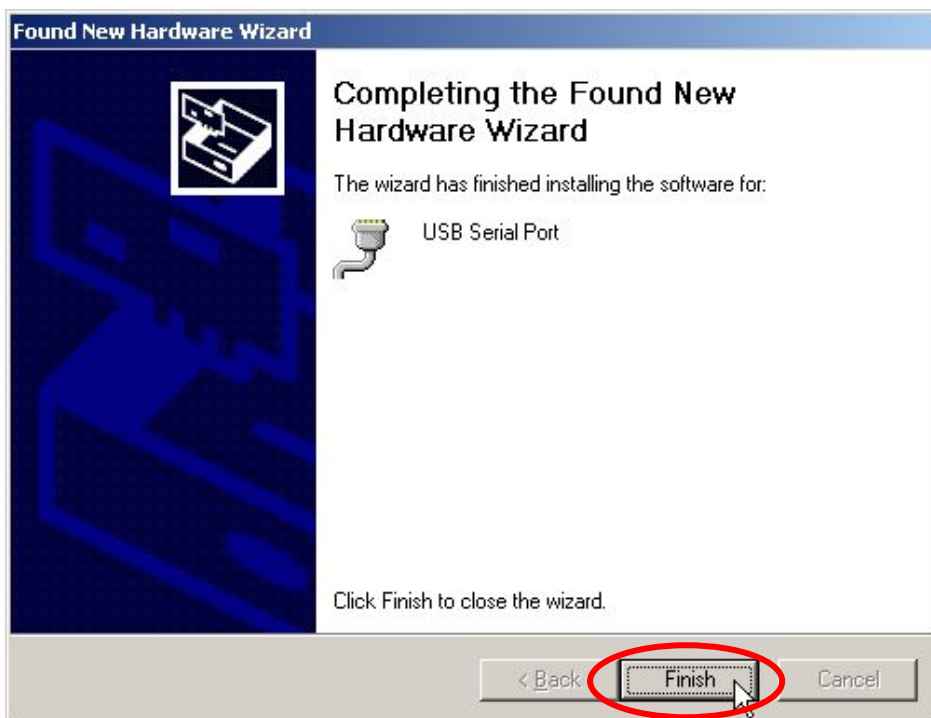 Found New Hardware Wizard
Completing the Found New
Hardware Wizard
The wizard has finished installing the software for:
USB Serial Port
Click Finish to close the wizard.
< Back
Finish
Cancel